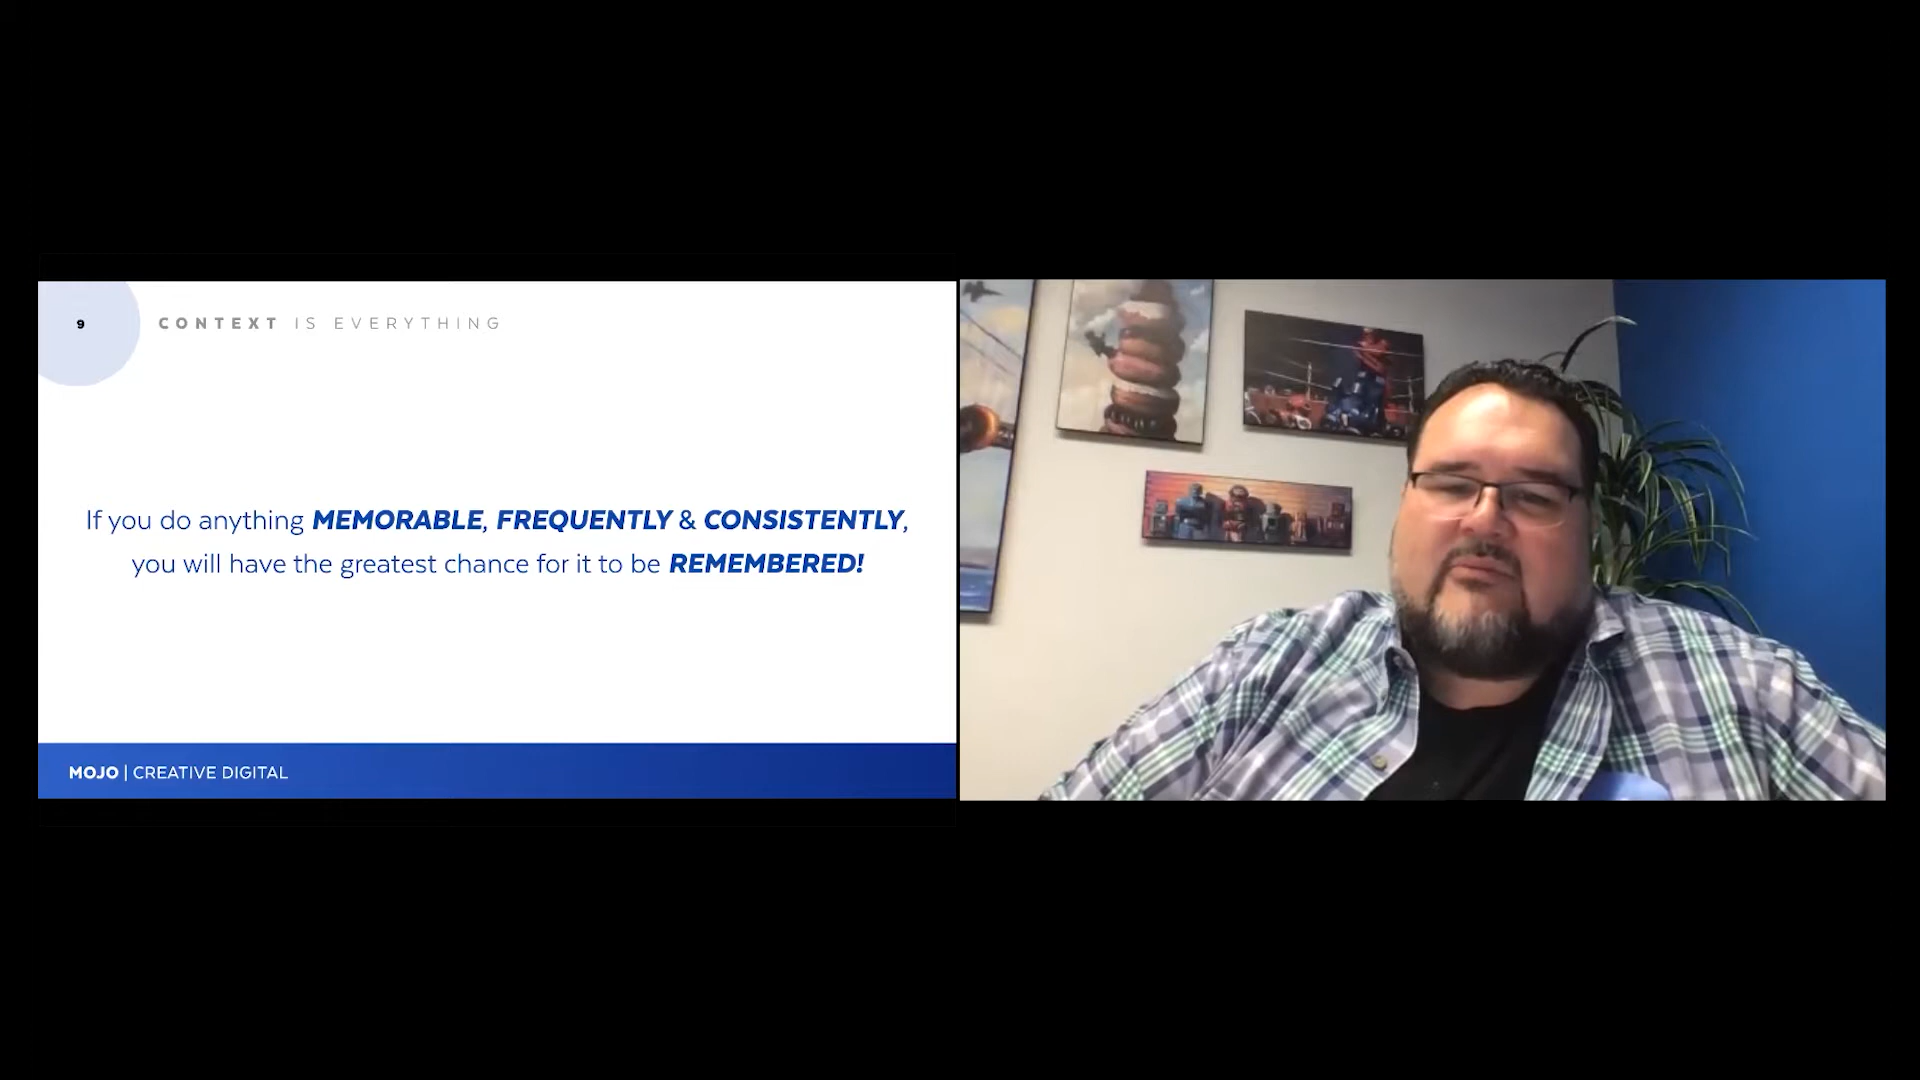 9
CONTEXT IS EVERYTHING
If you do anything MEMORABLE, FREQUENTLY & CONSISTENTLY,
you will have the greatest chance for it to be REMEMBERED!
MOJO | CREATIVE DIGITAL